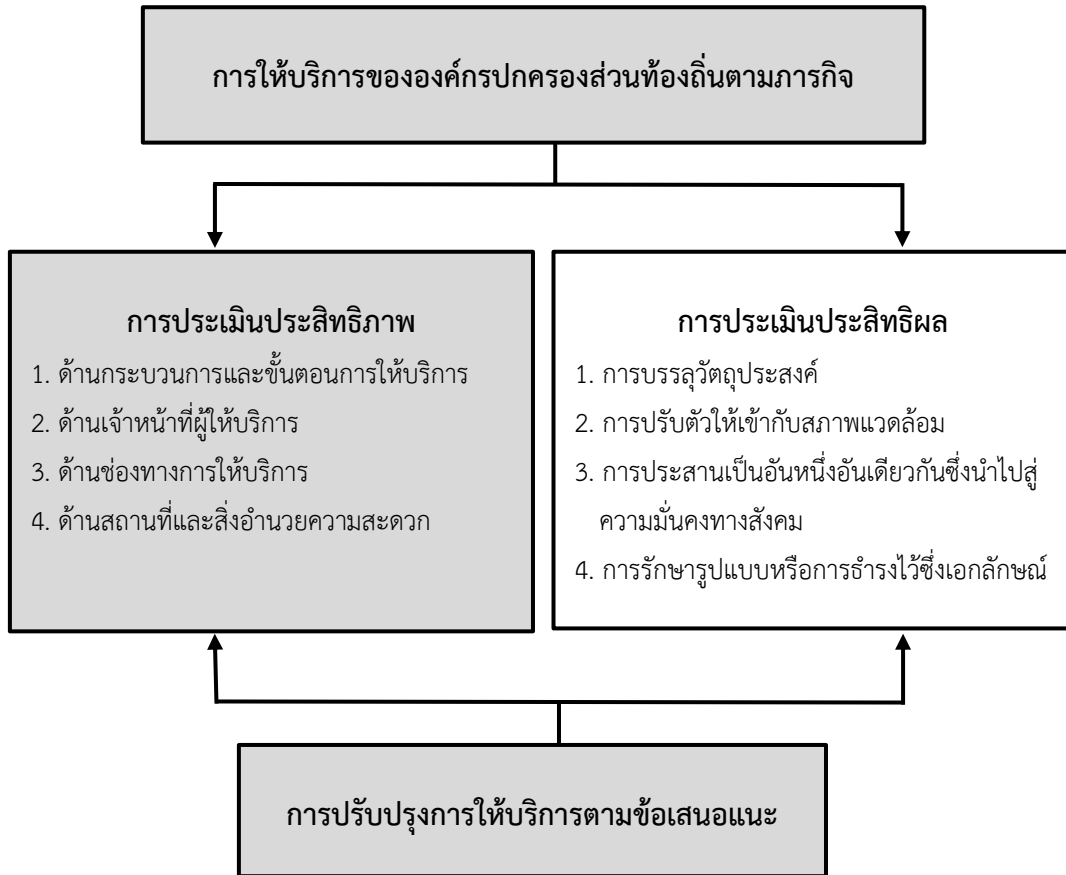 การให้บริการขององค์กรปกครองส่วนท้องถิ่นตามภารกิจ
การประเมินประสิทธิภาพ
1. ด้านกระบวนการและขั้นตอนการให้บริการ
2. ด้านเจ้าหน้าที่ผู้ให้บริการ
3. ด้านช่องทางการให้บริการ
4. ด้านสถานที่และสิ่งอำนวยความสะดวก
การประเมินประสิทธิผล
1. การบรรลุวัตถุประสงค์
2. การปรับตัวให้เข้ากับสภาพแวดล้อม
3. การประสานเป็นอันหนึ่งอันเดียวกันซึ่งนำไปสู่
ความมั่นคงทางสังคม
4. การรักษารูปแบบหรือการธำรงไว้ซึ่งเอกลักษณ์
การปรับปรุงการให้บริการตามข้อเสนอแนะ